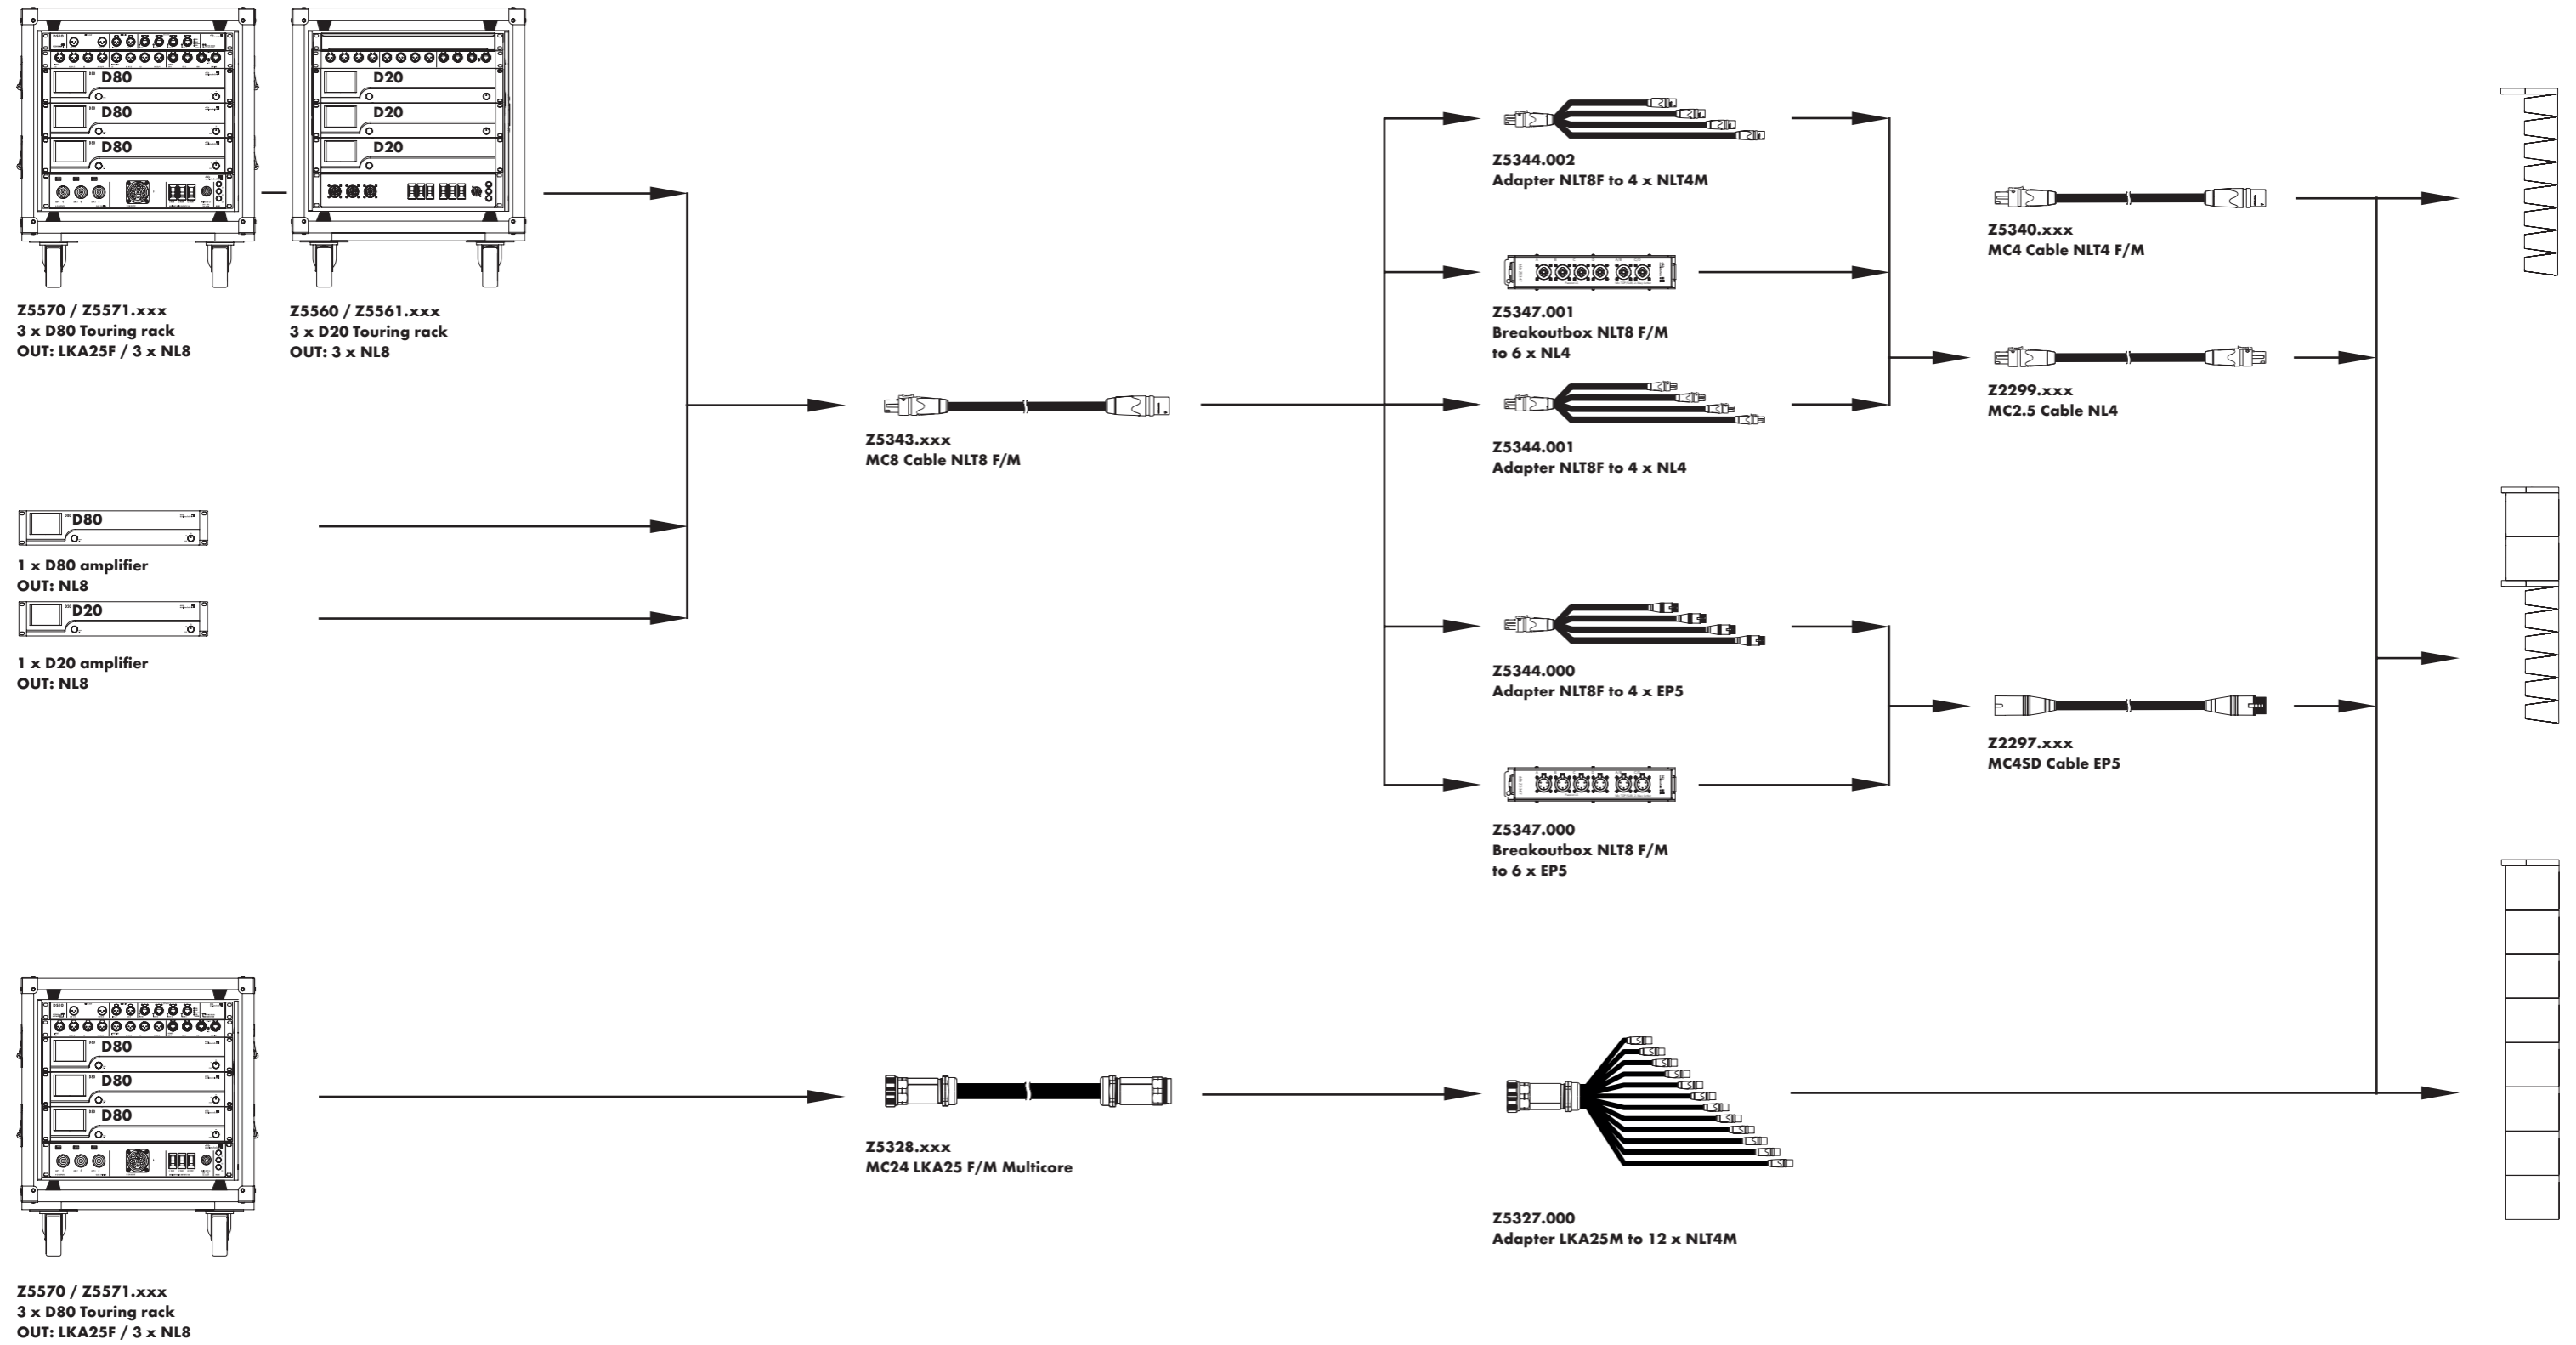 D80
D80
D80
Z5570 / Z5571.xxx
3 x D80 Touring rack
OUT: LKA25F / 3 x NL8
D20
D20
D20
Z5560 / Z5561.xxx
3 x D20 Touring rack
OUT: 3 x NL8
D80
1 x D80 amplifier
OUT: NL8
D20
1 x D20 amplifier
OUT: NL8
Z5343.xxx
MC8 Cable NLT8 F/M
Z5344.002
Adapter NLT8F to 4 x NLT4M
Z5347.001
Breakoutbox NLT8 F/M
to 6 x NL4
Z5344.001
Adapter NLT8F to 4 x NL4
Z5344.000
Adapter NLT8F to 4 x EP5
Z5347.000
Breakoutbox NLT8 F/M
to 6 x EP5
Z5340.xxx
MC4 Cable NLT4 F/M
Z2299.xxx
MC2.5 Cable NL4
Z2297.xxx
MC4SD Cable EP5
D80
D80
D80
Z5570 / Z5571.xxx
3 x D80 Touring rack
OUT: LKA25F / 3 x NL8
Z5328.xxx
MC24 LKA25 F/M Multicore
Z5327.000
Adapter LKA25M to 12 x NLT4M